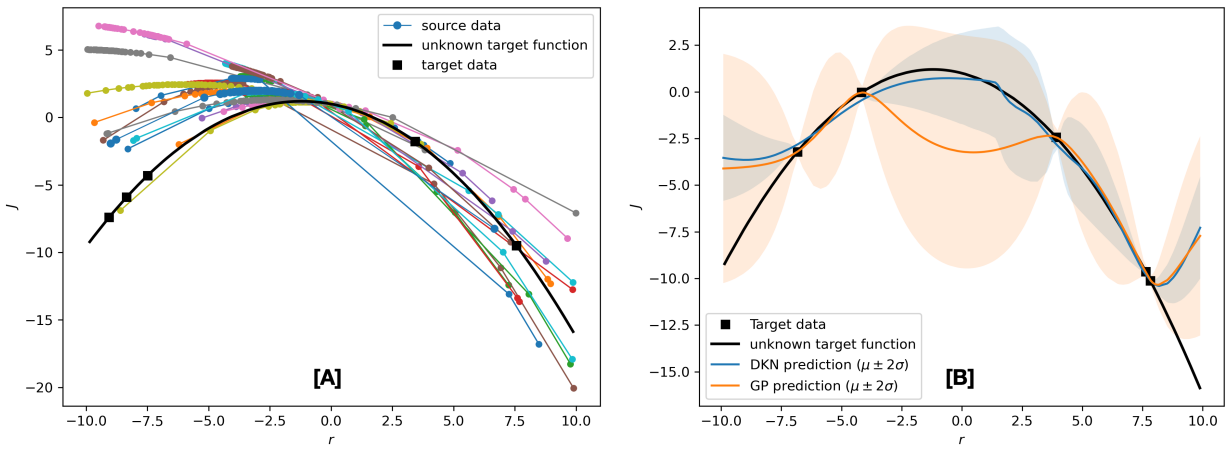 source data
unknown target function
target data
5
0
−5
−10
−15
−20
J
[A]
−10.0 −7.5 −5.0 −2.5 0.0 2.5 5.0 7.5 10.0
r
2.5
0.0
−2.5
−5.0
−7.5
−10.0
−12.5
−15.0
J
Target data
unknown target function
DKN prediction (μ ± 2σ)
GP prediction (μ ± 2σ)
[B]
−10.0 −7.5 −5.0 −2.5 0.0 2.5 5.0 7.5 10.0
r